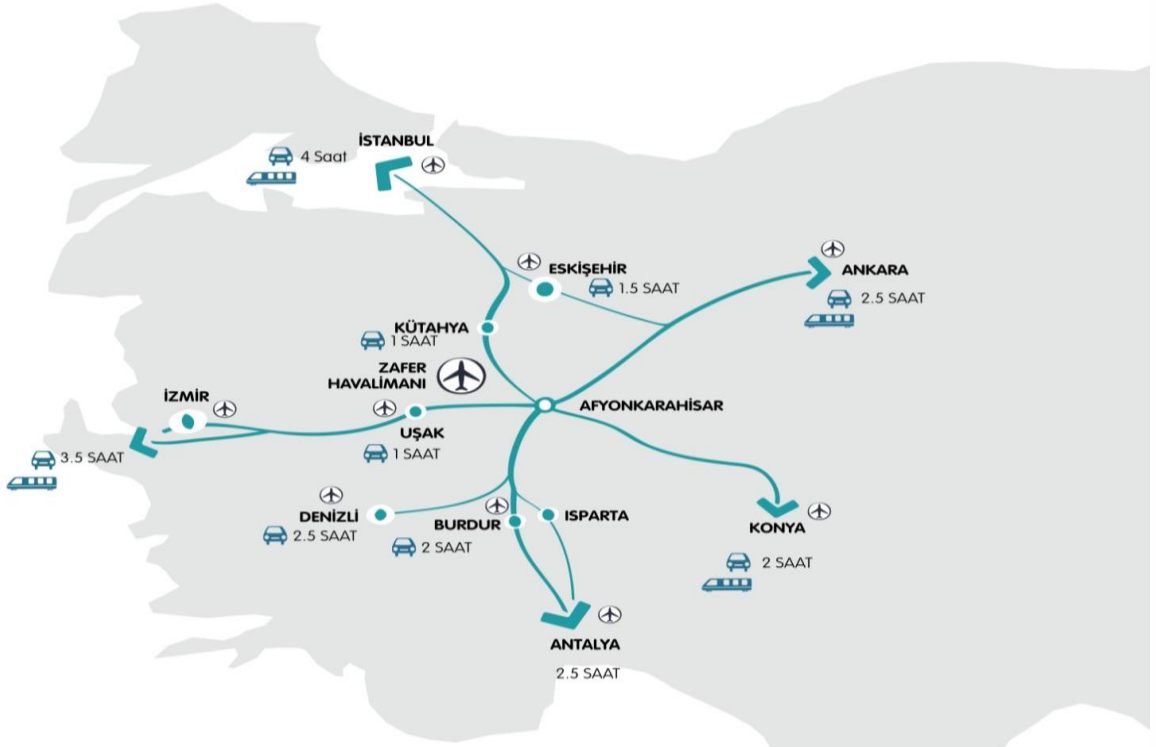 İSTANBUL
4 Saat
ESKİŞEHİR
1.5 SAAT
ANKARA
2.5 SAAT
KÜTAHYA
1 SAAT
ZAFER
HAVALİMANI
İZMİR
AFYONKARAHİSAR
UŞAK
1 SAAT
3.5 SAAT
DENİZLİ
2.5 SAAT
BURDUR
2 SAAT
ISPARTA
KONYA
2 SAAT
ANTALYA
2.5 SAAT